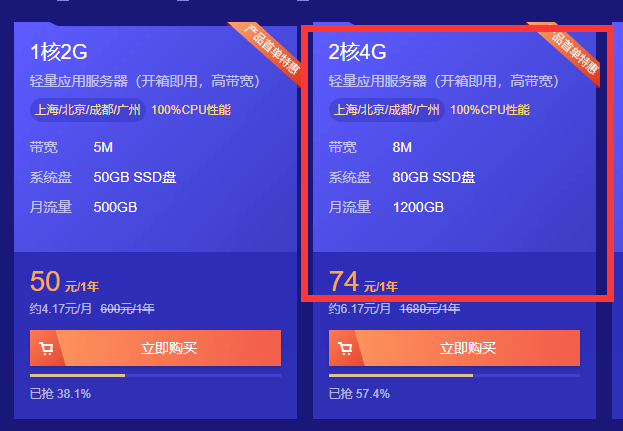 1核2G
产品首单特惠
轻量应用服务器（开箱即用，高带宽）
上海/北京/成都/广州 100%CPU性能
带宽 5M
系统盘 50GB SSD盘
月流量 500GB
50 元/1年
约4.17元/月 600元/1年
立即购买
已抢 38.1%
2核4G
产品首单特惠
轻量应用服务器（开箱即用，高带宽）
上海/北京/成都/广州 100%CPU性能
带宽 8M
系统盘 80GB SSD盘
月流量 1200GB
74 元/1年
约6.17元/月 1680元/1年
立即购买
已抢 57.4%